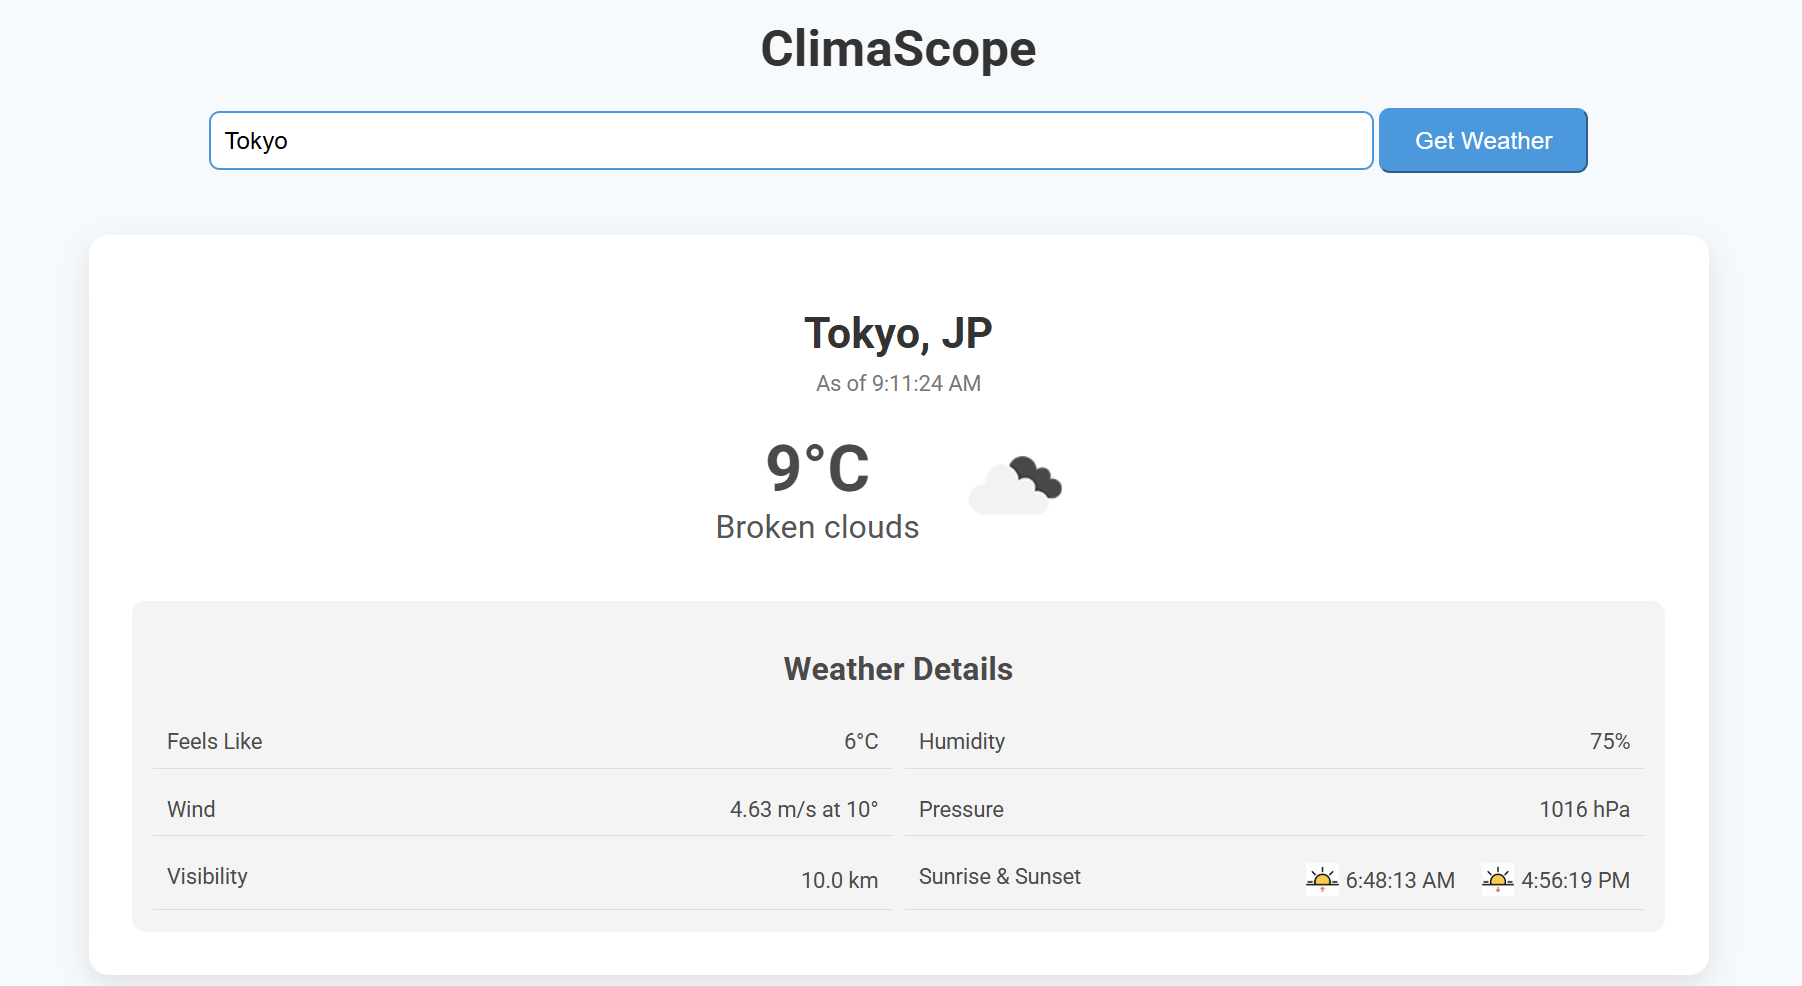 ClimaScope
Tokyo Get Weather
Tokyo, JP
As of 9:11:24 AM
9°C
Broken clouds
Weather Details
Feels Like 6°C Humidity 75%
Wind 4.63 m/s at 10° Pressure 1016 hPa
Visibility 10.0 km Sunrise & Sunset 6:48:13 AM 4:56:19 PM